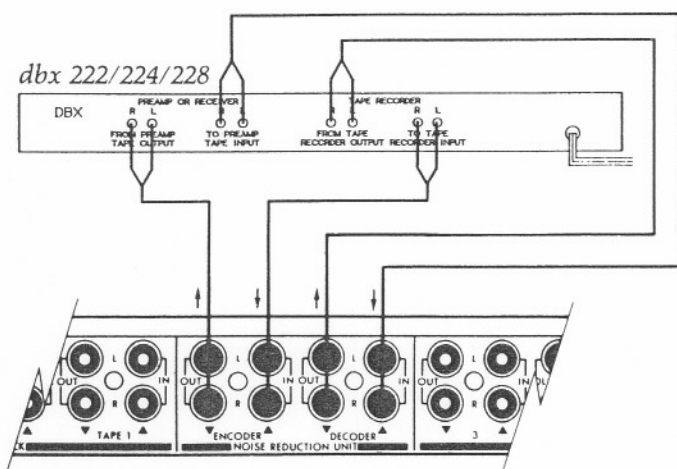 dbx 222/224/228
PREAMP OR RECEIVER TAPE RECORDER
DBX R L R L R L R L
FROM PREAMP TAPE OUTPUT
TO PREAMP TAPE INPUT
FROM TAPE RECORDER OUTPUT
TO TAPE RECORDER INPUT
L L L L
OUT IN OUT IN OUT IN OUT
R R R R
TAPE 1 ENCODER DECODER 3
NOISE REDUCTION UNIT